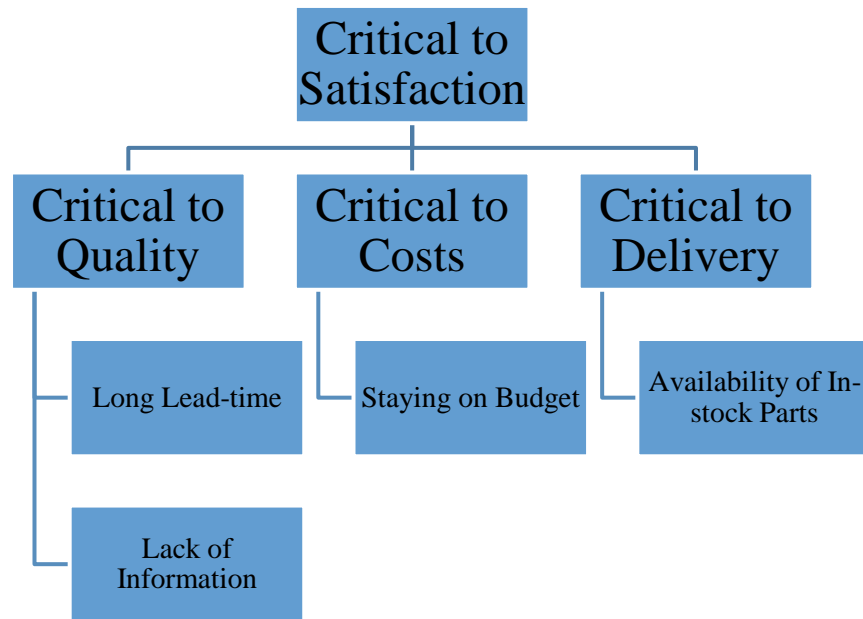 Critical to
Satisfaction
Critical to
Quality
Critical to
Costs
Critical to
Delivery
Long Lead-time
Staying on Budget
Availability of In-
stock Parts
Lack of
Information